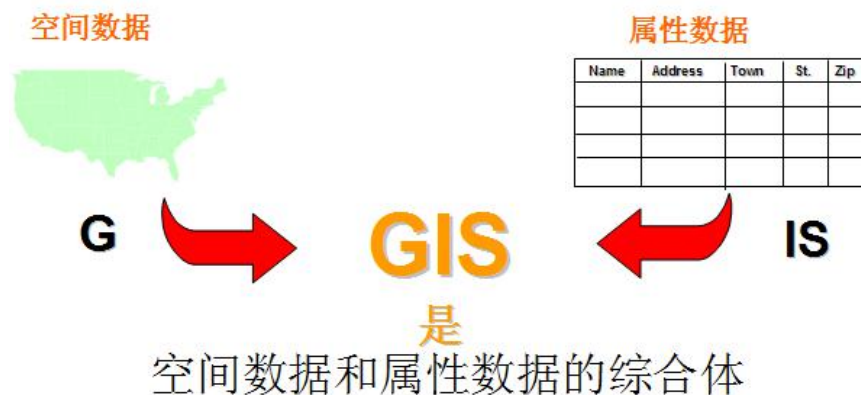 空间数据
属性数据
Name Address Town St. Zip
G
GIS
IS
是
空间数据和属性数据的综合体